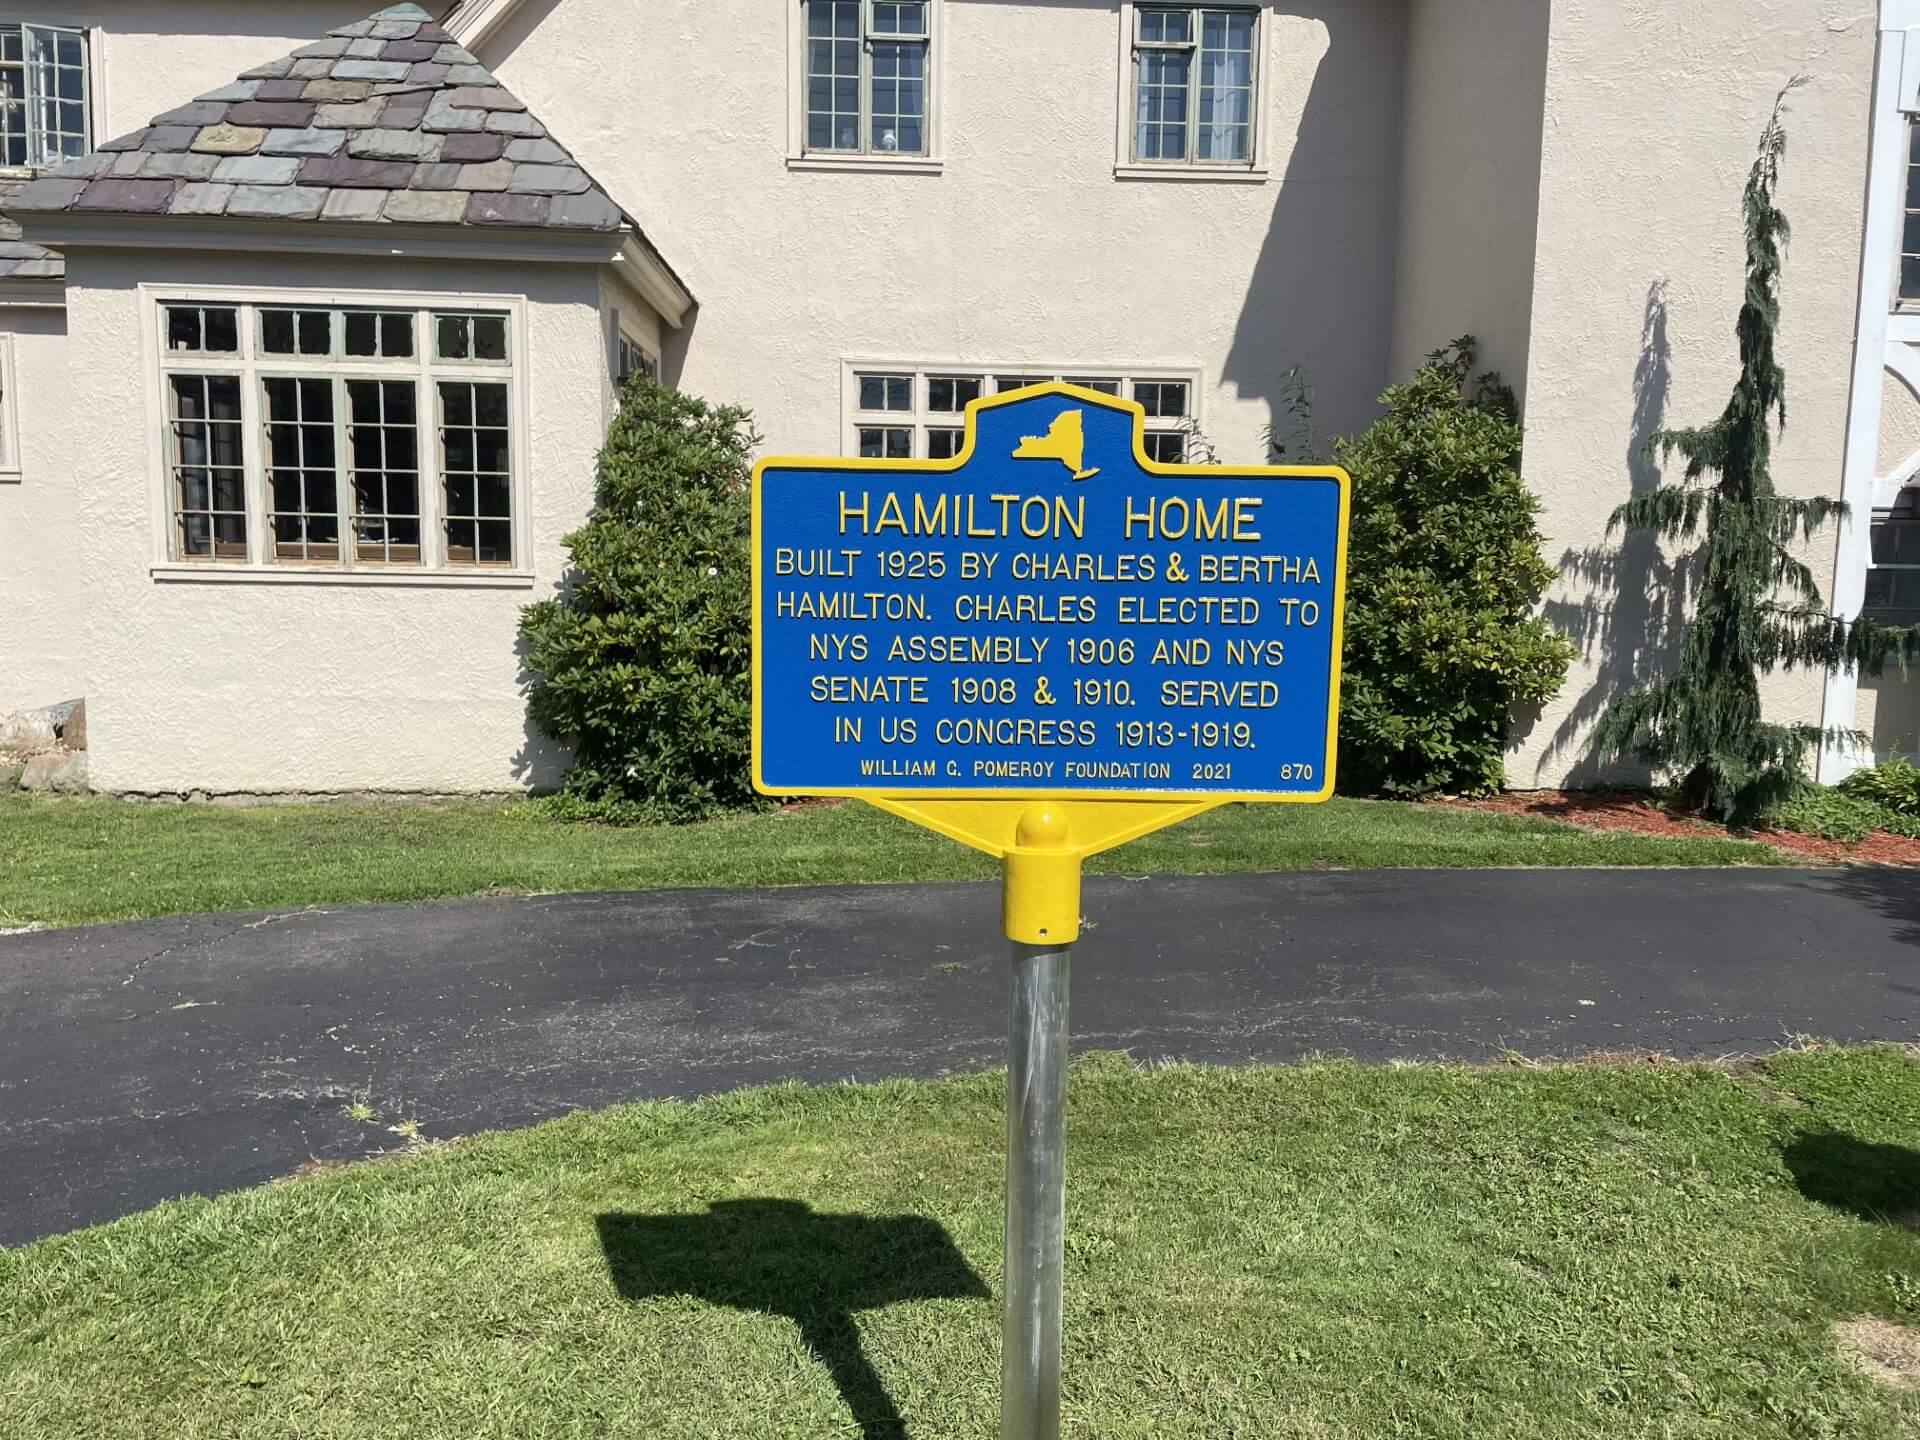 HAMILTON HOME
BUILT 1925 BY CHARLES & BERTHA
HAMILTON. CHARLES ELECTED TO
NYS ASSEMBLY 1906 AND NYS
SENATE 1908 & 1910. SERVED
IN US CONGRESS 1913-1919.
WILLIAM G. POMEROY FOUNDATION 2021 870